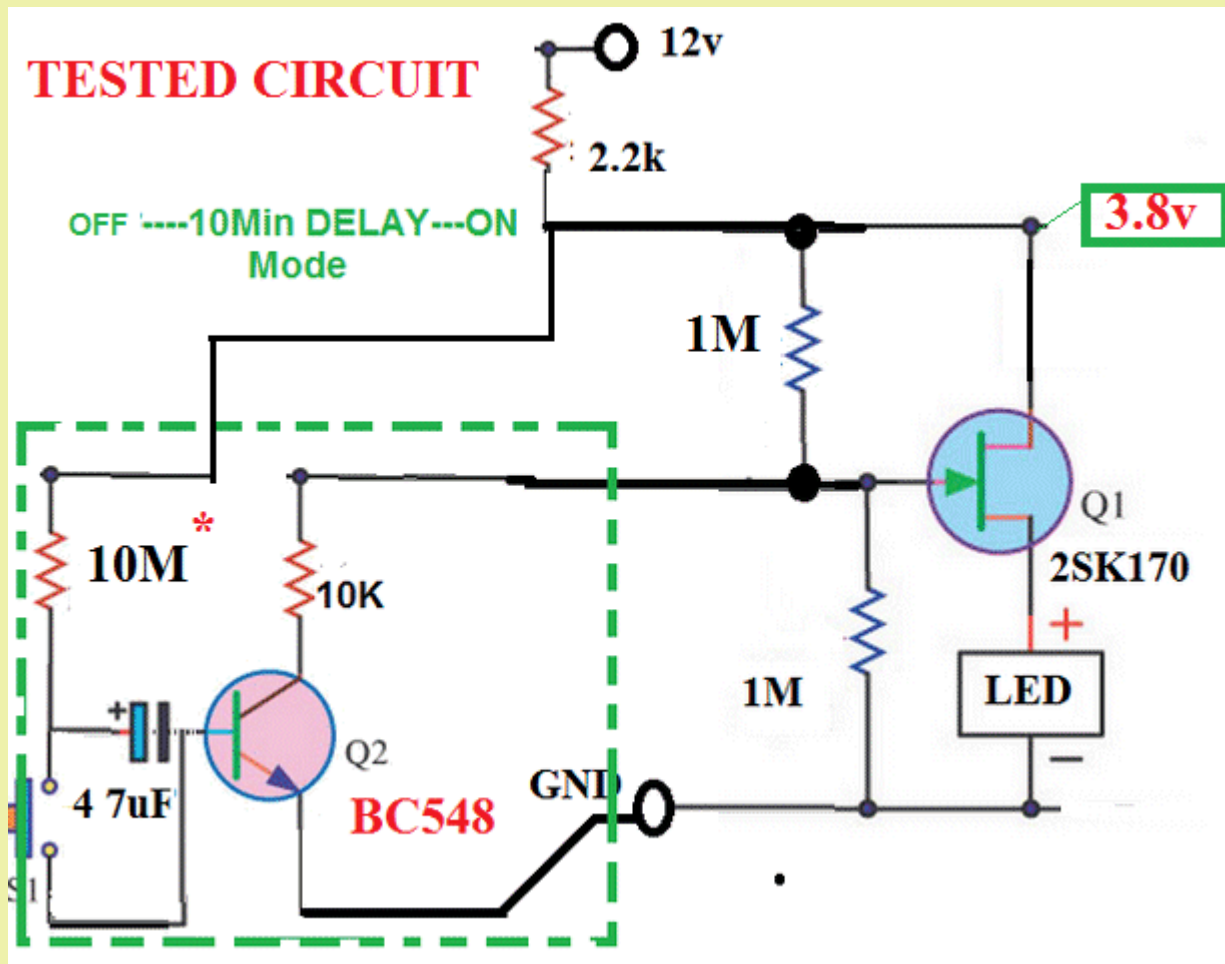 12v
TESTED CIRCUIT
2.2k
OFF '----10Min DELAY---ON
Mode
3.8v
1M
*
10M
10K
Q1
2SK170
+
LED
1M
+
Q2
4 7uF
GND
BC548
S1